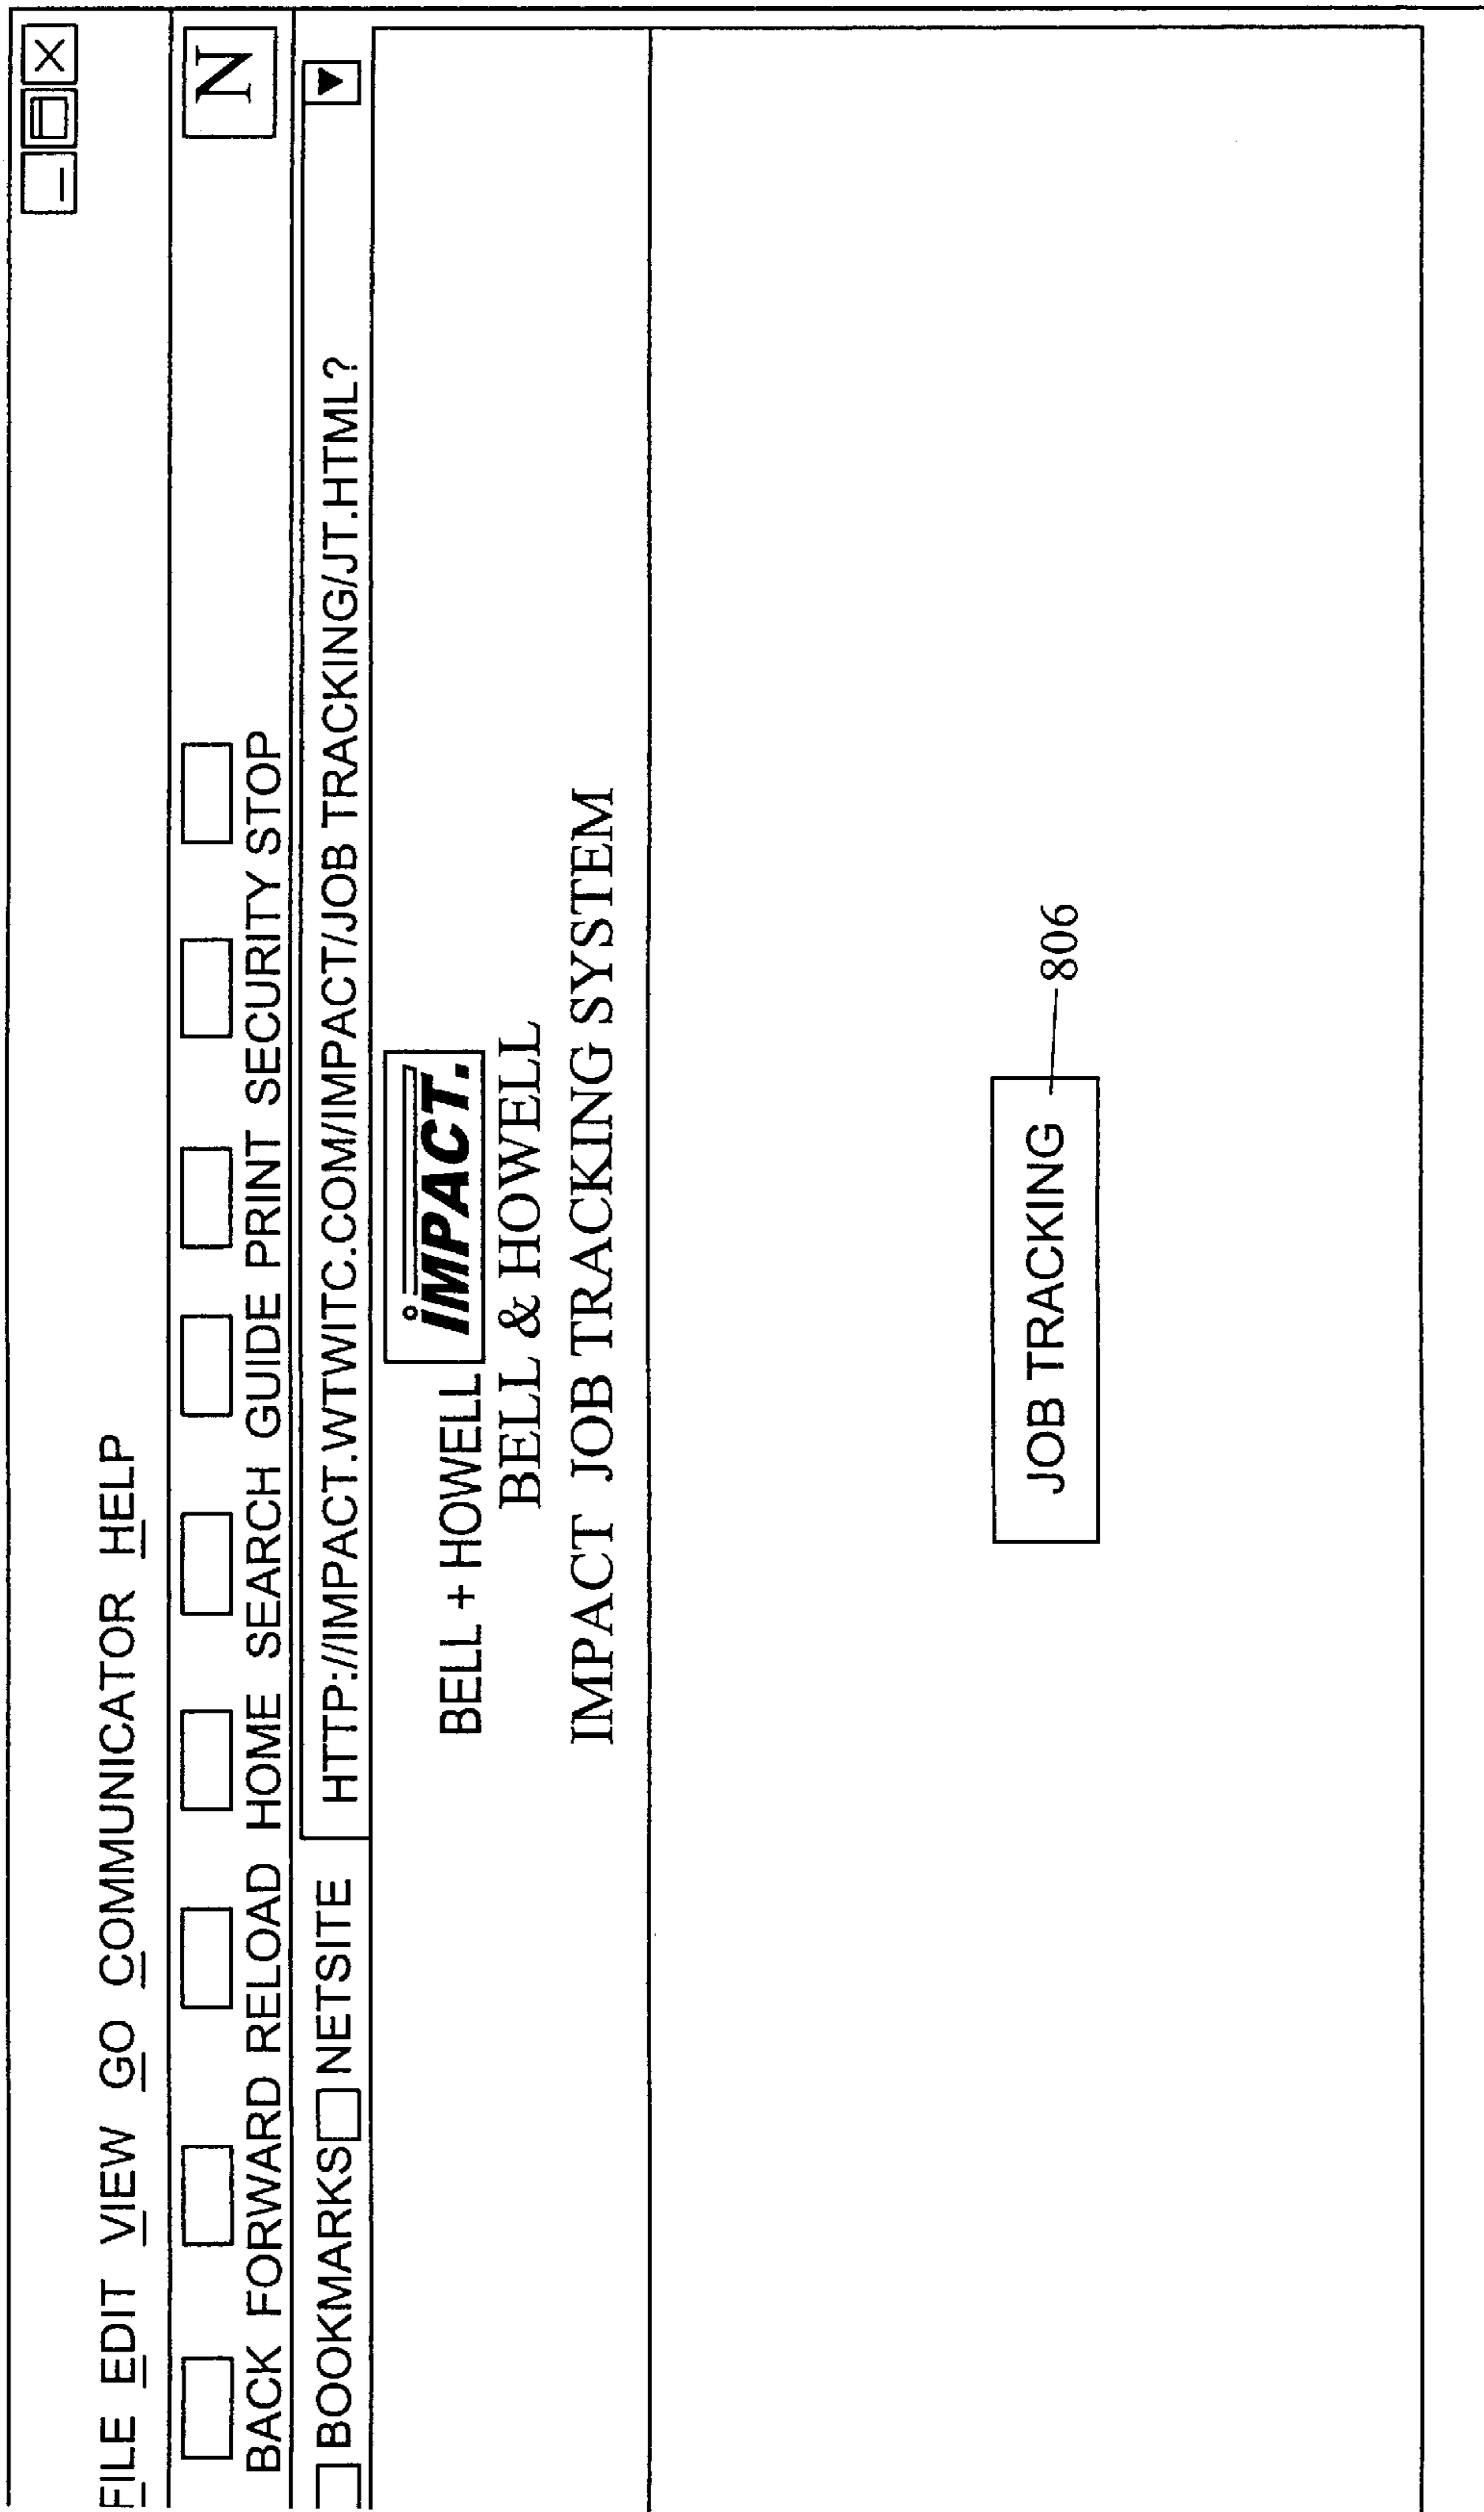 FILE EDIT VIEW GO COMMUNICATOR HELP
N
BACK FORWARD RELOAD HOME SEARCH GUIDE PRINT SECURITY STOP
BOOKMARKS NETSITE HTTP://IMPACT.WTWITC.COM/IMPACT/JOB TRACKING/JT.HTML?
BELL + HOWELL iMPACT.
BELL & HOWELL
IMPACT JOB TRACKING SYSTEM
JOB TRACKING 806